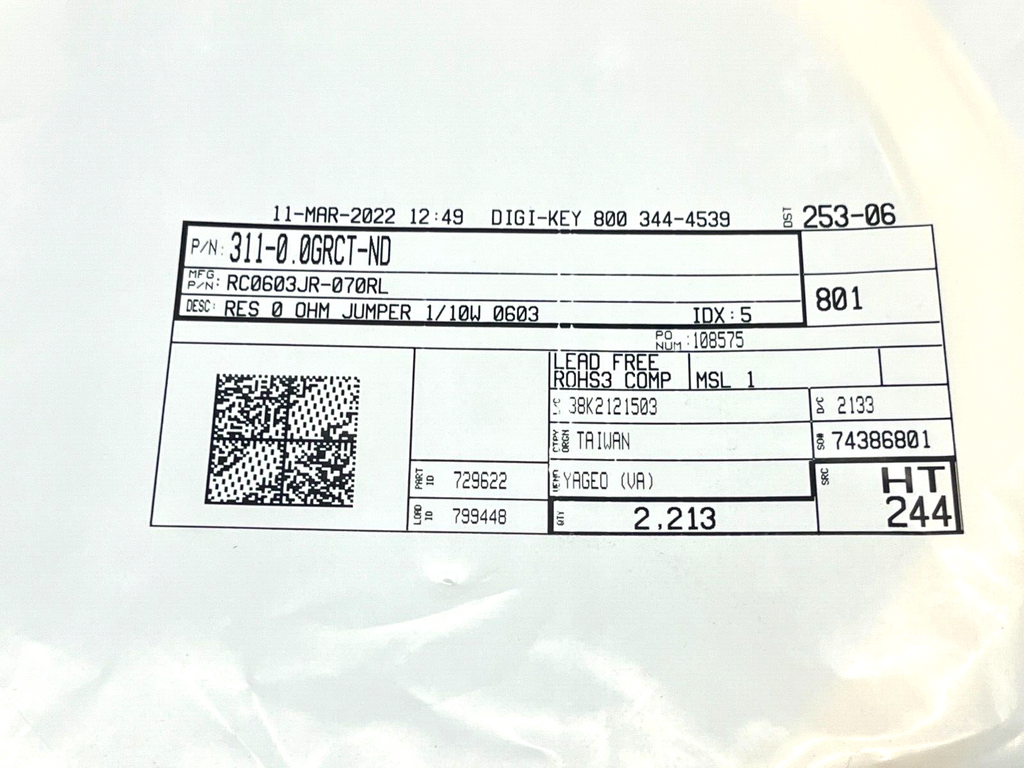 11-MAR-2022 12:49 DIGI-KEY 800 344-4539 DST 253-06
P/N: 311-0.0GRCT-ND
MFG P/N: RC0603JR-070RL
801
DESC: RES 0 OHM JUMPER 1/10W 0603 IDX: 5
PO NUM: 108575
LEAD FREE
ROHS3 COMP MSL 1
38K2121503 D/C 2133
CTRY ORGN TAIWAN SO# 74386801
PART ID 729622 YAGEO (VA) SRC HT
LOAD ID 799448 QTY 2,213 244